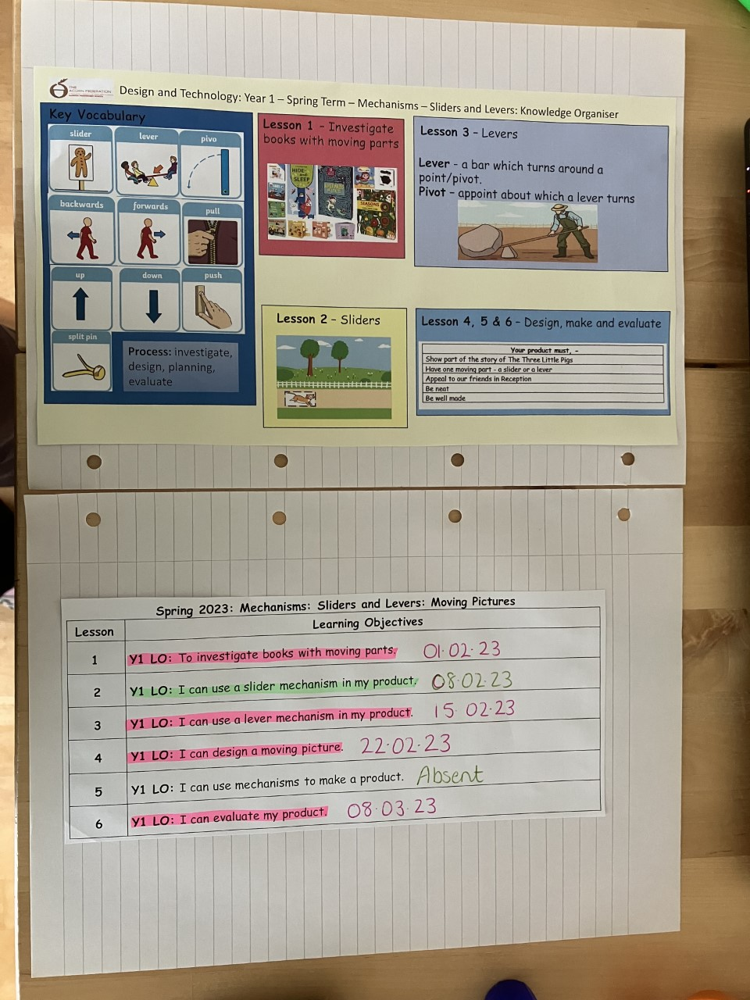 THE
ACORN FEDERATION
Design and Technology: Year 1 – Spring Term – Mechanisms – Sliders and Levers: Knowledge Organiser
Key Vocabulary
slider
lever
pivo
backwards
forwards
pull
up
down
push
split pin
Process: investigate,
design, planning,
evaluate
Lesson 1 - Investigate
books with moving parts
HIDE
and
SLEEP
SEASONS
Lesson 2 - Sliders
Lesson 3 - Levers
Lever - a bar which turns around a
point/pivot.
Pivot - appoint about which a lever turns
Lesson 4, 5 & 6 - Design, make and evaluate
Your product must, -
Show part of the story of The Three Little Pigs
Have one moving part - a slider or a lever
Appeal to our friends in Reception
Be neat
Be well made
Spring 2023: Mechanisms: Sliders and Levers: Moving Pictures
Lesson Learning Objectives
1 Y1 LO: To investigate books with moving parts. 01.02.23
2 Y1 LO: I can use a slider mechanism in my product. 08.02.23
3 Y1 LO: I can use a lever mechanism in my product. 15.02.23
4 Y1 LO: I can design a moving picture. 22.02.23
5 Y1 LO: I can use mechanisms to make a product. Absent
6 Y1 LO: I can evaluate my product. 08.03.23